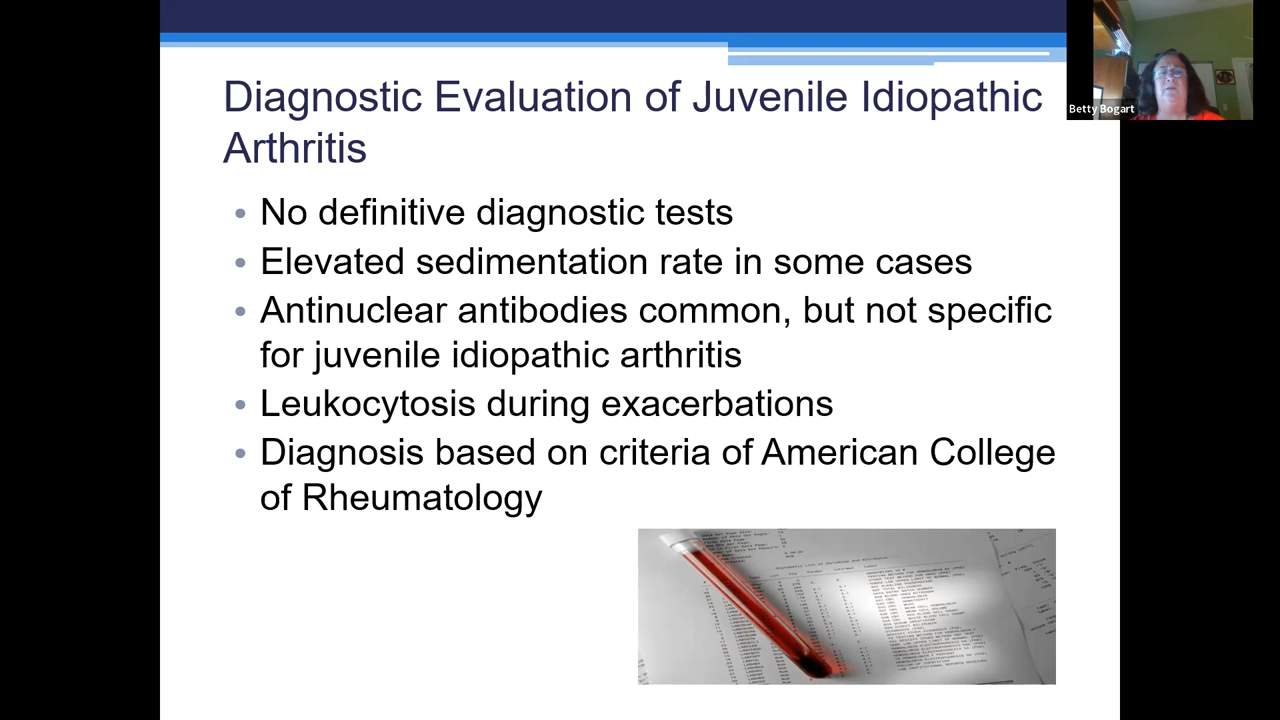 Diagnostic Evaluation of Juvenile Idiopathic
Arthritis
• No definitive diagnostic tests
• Elevated sedimentation rate in some cases
• Antinuclear antibodies common, but not specific
for juvenile idiopathic arthritis
• Leukocytosis during exacerbations
• Diagnosis based on criteria of American College
of Rheumatology
Betty Bogart